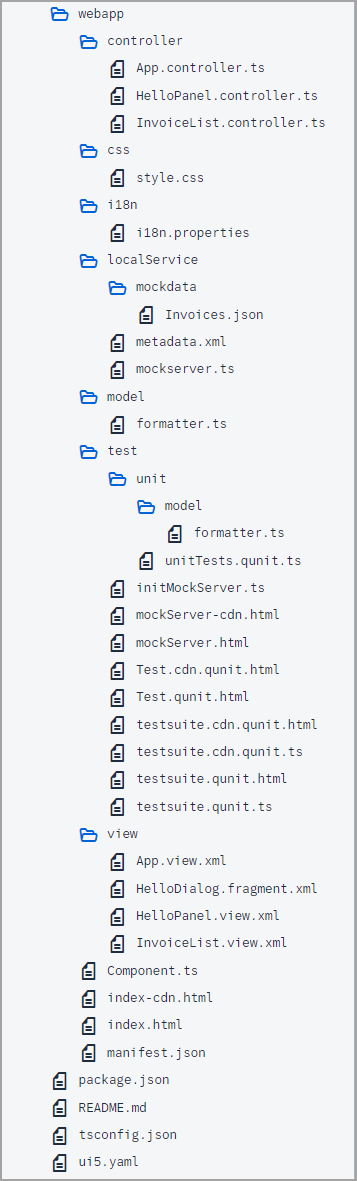 webapp
controller
App.controller.ts
HelloPanel.controller.ts
InvoiceList.controller.ts
css
style.css
i18n
i18n.properties
localService
mockdata
Invoices.json
metadata.xml
mockserver.ts
model
formatter.ts
test
unit
model
formatter.ts
unitTests.qunit.ts
initMockServer.ts
mockServer-cdn.html
mockServer.html
Test.cdn.qunit.html
Test.qunit.html
testsuite.cdn.qunit.html
testsuite.cdn.qunit.ts
testsuite.qunit.html
testsuite.qunit.ts
view
App.view.xml
HelloDialog.fragment.xml
HelloPanel.view.xml
InvoiceList.view.xml
Component.ts
index-cdn.html
index.html
manifest.json
package.json
README.md
tsconfig.json
ui5.yaml